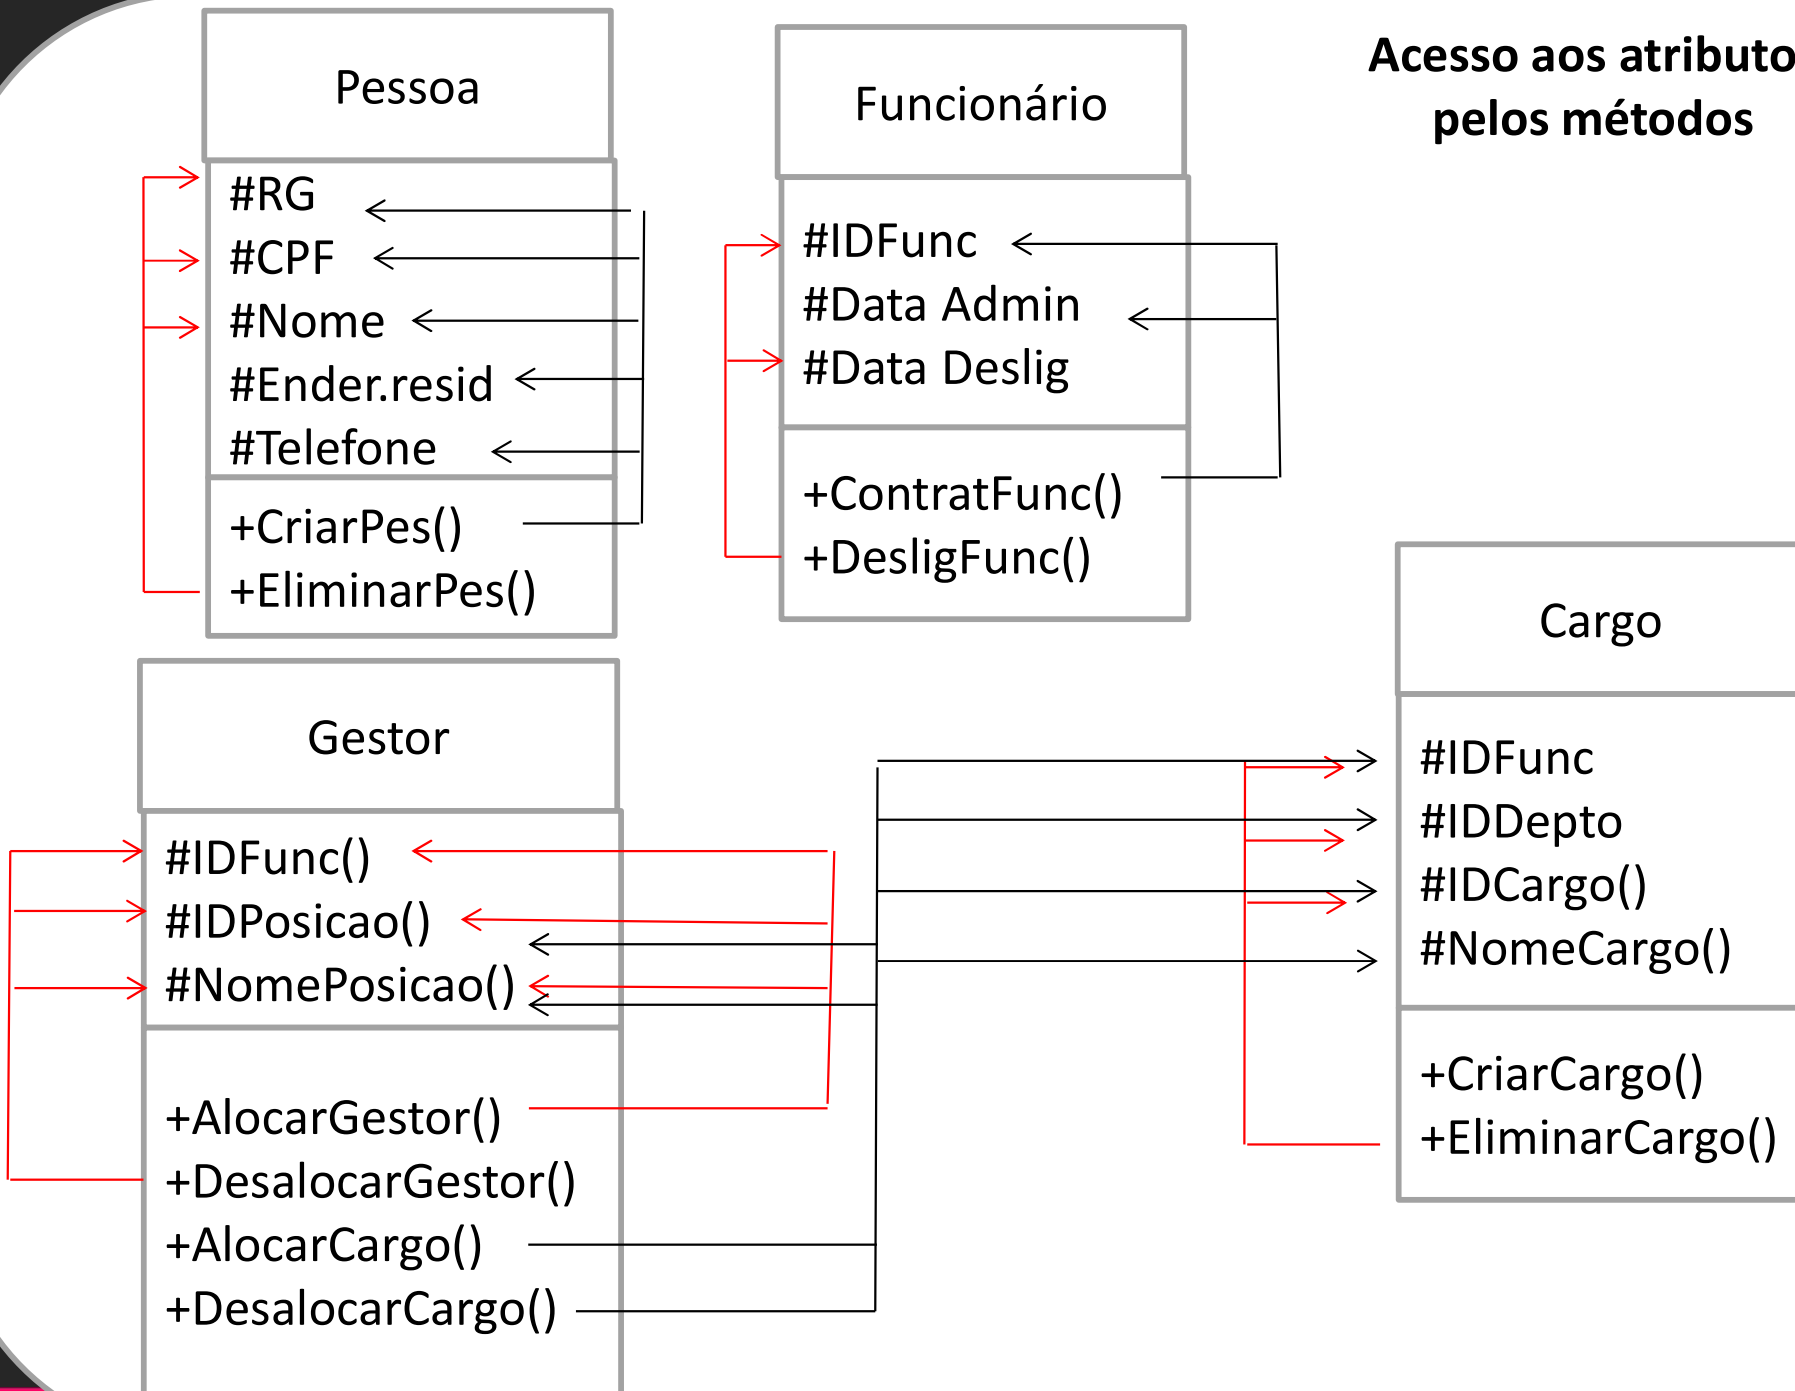 Acesso aos atributo
pelos métodos
Pessoa
#RG
#CPF
#Nome
#Ender.resid
#Telefone
+CriarPes()
+EliminarPes()
Funcionário
#IDFunc
#Data Admin
#Data Deslig
+ContratFunc()
+DesligFunc()
Gestor
#IDFunc()
#IDPosicao()
#NomePosicao()
+AlocarGestor()
+DesalocarGestor()
+AlocarCargo()
+DesalocarCargo()
Cargo
#IDFunc
#IDDepto
#IDCargo()
#NomeCargo()
+CriarCargo()
+EliminarCargo()